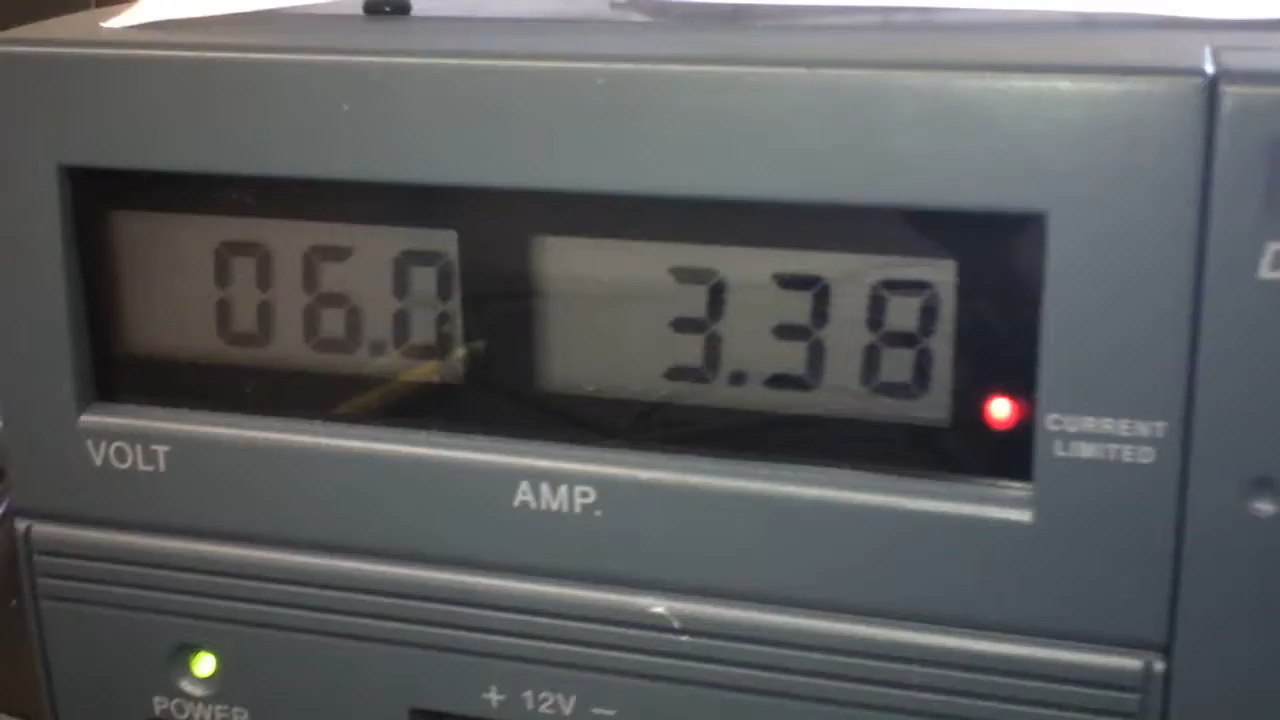 06.0
3.38
CURRENT
LIMITED
VOLT
AMP.
POWER
+ 12V –